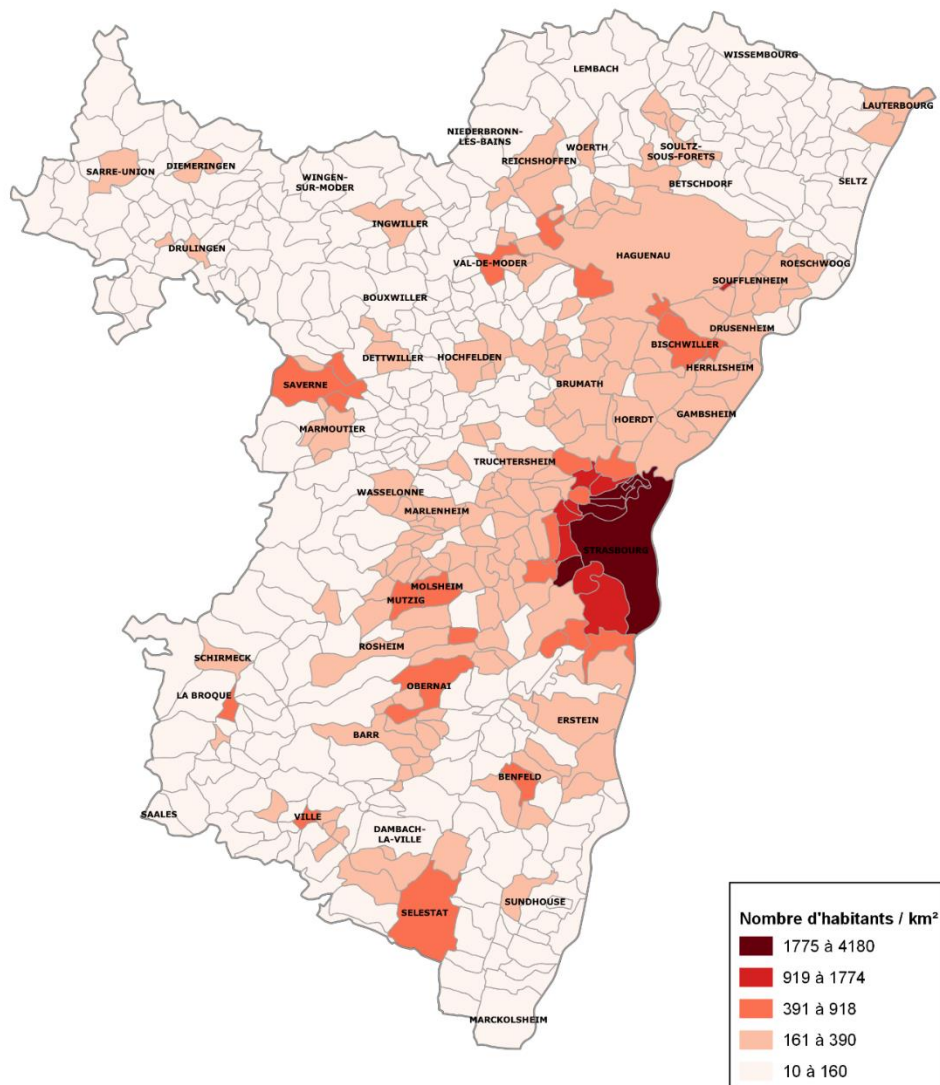 WISSEMBOURG
LEMBACH
LAUTERBOURG
NIEDERBRONN-
LES-BAINS
WOERTH
REICHSHOFFEN
SOULTZ-
SOUS-FORETS
SARRE-UNION
DIEMERINGEN
WINGEN-
SUR-MODER
BETSCHDORF
SELTZ
INGWILLER
DRULINGEN
VAL-DE-MODER
HAGUENAU
ROESCHWOOG
SOUFFLENHEIM
BOUXWILLER
DRUSENHEIM
BISCHWILLER
DETTWILLER
HOCHFELDEN
HERRLISHEIM
SAVERNE
BRUMATH
GAMBSHEIM
HOERDT
MARMOUTIER
TRUCHTERSHEIM
WASSELONNE
MARLENHEIM
STRASBOURG
MOLSHEIM
MUTZIG
ROSHEIM
SCHIRMECK
OBERNAI
LA BROQUE
ERSTEIN
BARR
BENFELD
SAALES
VILLE
DAMBACH-
LA-VILLE
SUNDHOUSE
SELESTAT
MARCKOLSHEIM
Nombre d'habitants / km²
1775 à 4180
919 à 1774
391 à 918
161 à 390
10 à 160